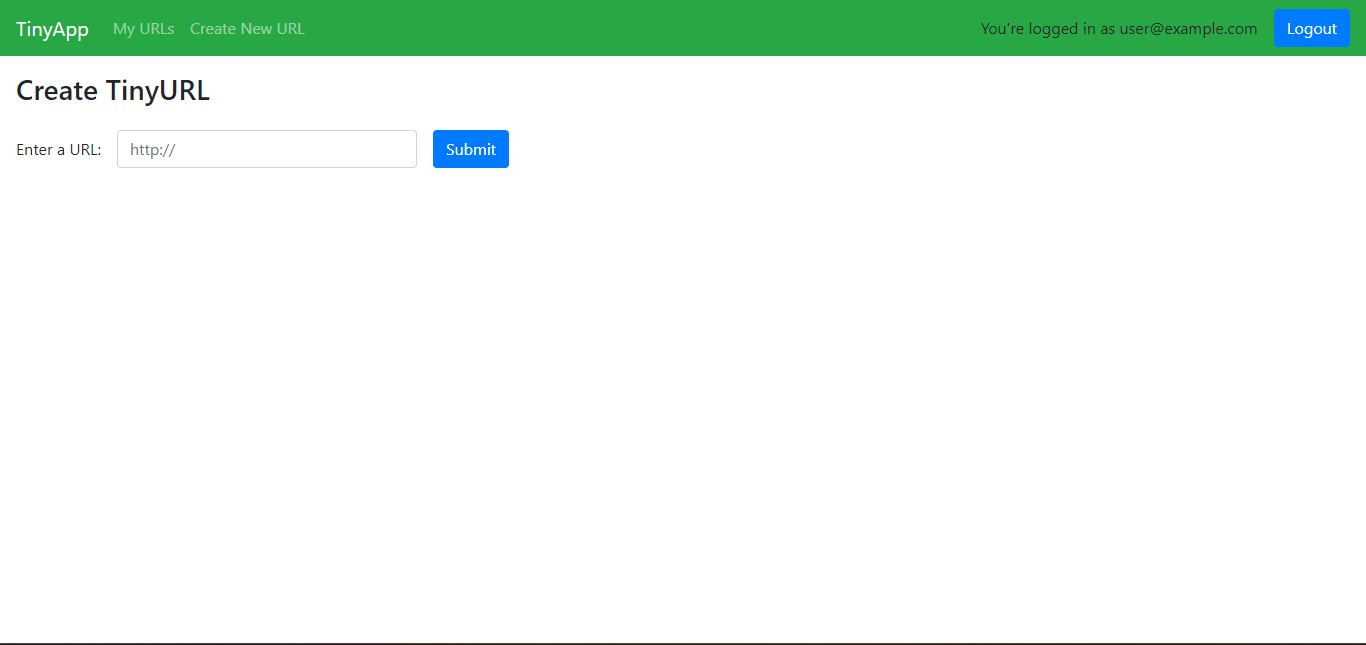 TinyApp My URLs Create New URL You're logged in as user@example.com Logout
Create TinyURL
Enter a URL: http:// Submit